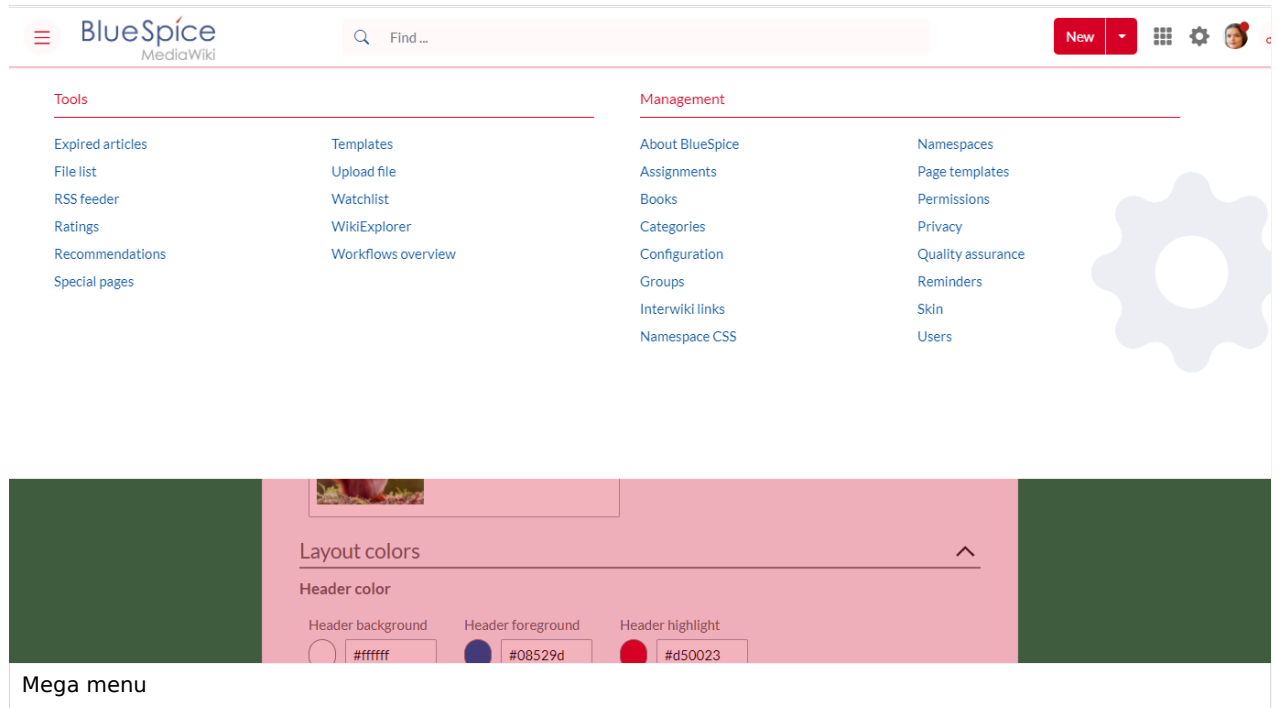 BlueSpice
MediaWiki
Find ...
New
Tools
Expired articles
File list
RSS feeder
Ratings
Recommendations
Special pages
Templates
Upload file
Watchlist
WikiExplorer
Workflows overview
Management
About BlueSpice
Assignments
Books
Categories
Configuration
Groups
Interwiki links
Namespace CSS
Namespaces
Page templates
Permissions
Privacy
Quality assurance
Reminders
Skin
Users
Layout colors
Header color
Header background
Header foreground
Header highlight
#ffffff
#08529d
#d50023
Mega menu